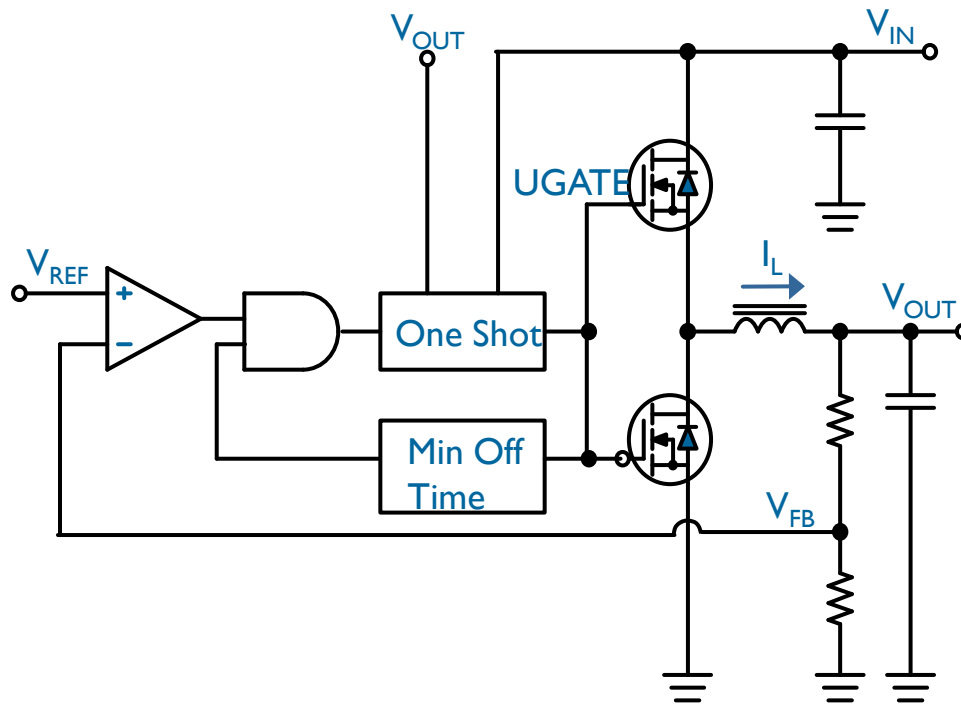 VOUT
VIN
UGATE
VREF
+
−
One Shot
IL
VOUT
Min Off
Time
VFB